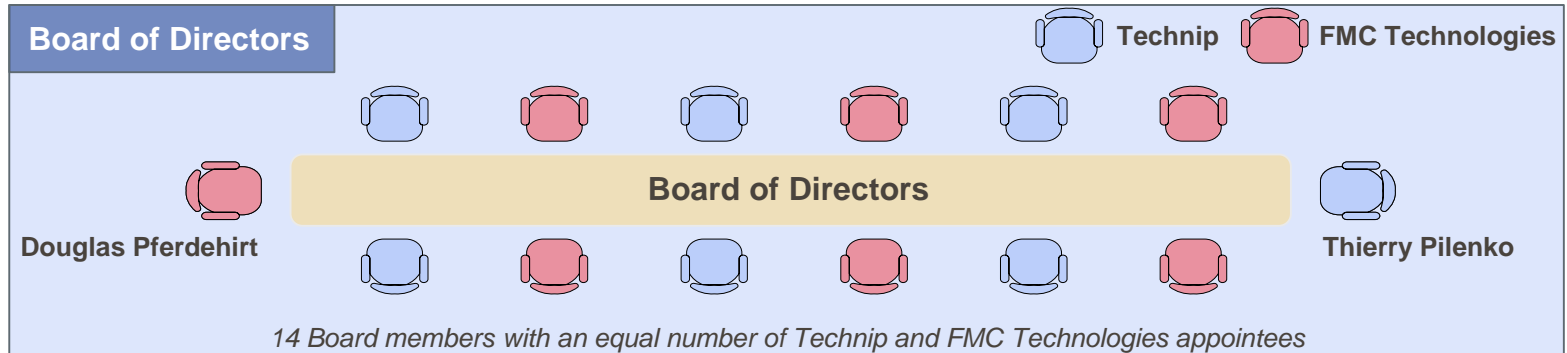 Board of Directors
Technip
FMC Technologies
Board of Directors
Douglas Pferdehirt
Thierry Pilenko
14 Board members with an equal number of Technip and FMC Technologies appointees